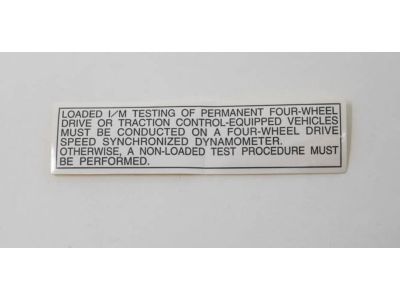 LOADED I/M TESTING OF PERMANENT FOUR-WHEEL
DRIVE OR TRACTION CONTROL-EQUIPPED VEHICLES
MUST BE CONDUCTED ON A FOUR-WHEEL DRIVE
SPEED SYNCHRONIZED DYNAMOMETER.
OTHERWISE, A NON-LOADED TEST PROCEDURE MUST
BE PERFORMED.